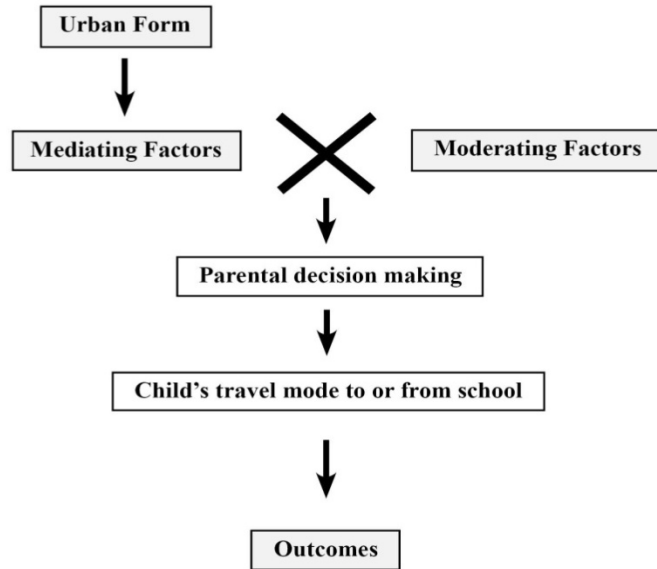 Urban Form
Mediating Factors
Moderating Factors
Parental decision making
Child’s travel mode to or from school
Outcomes